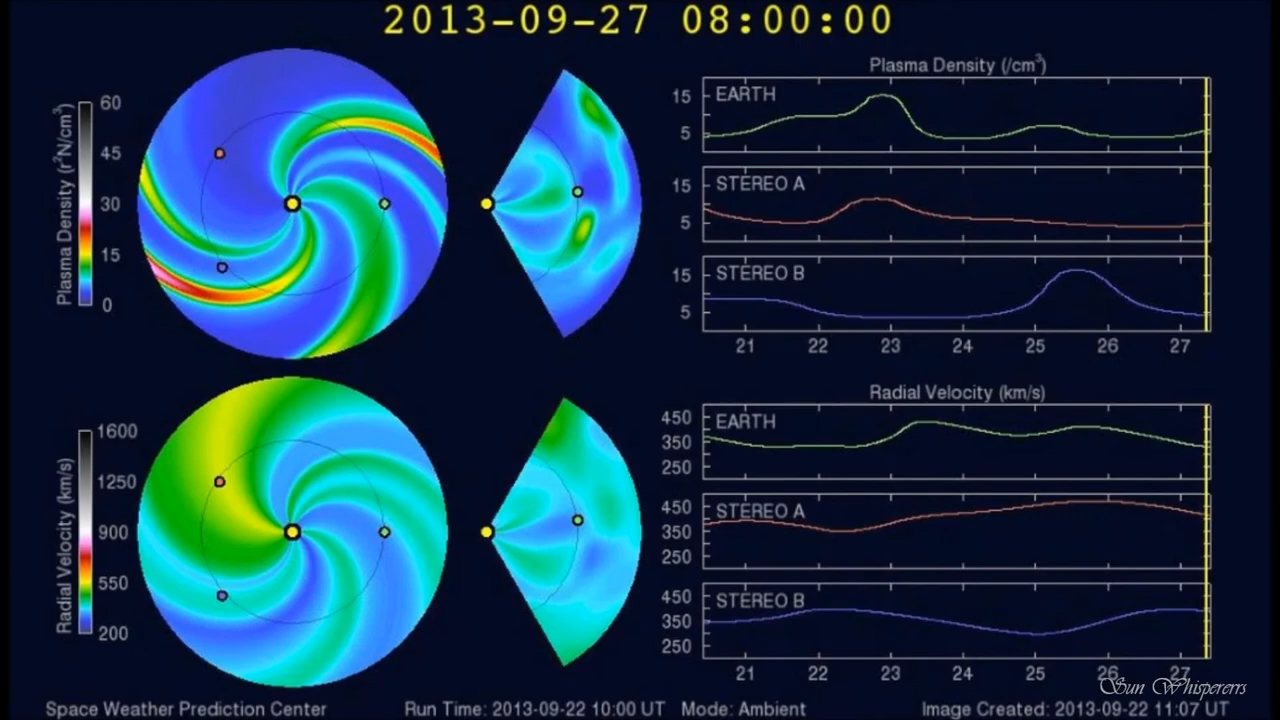 2013-09-27 08:00:00
Plasma Density (r²N/cm³)
60
45
30
15
0
Plasma Density (/cm³)
EARTH
15
5
STEREO A
15
5
STEREO B
15
5
21 22 23 24 25 26 27
Radial Velocity (km/s)
1600
1250
900
550
200
Radial Velocity (km/s)
EARTH
450
350
250
STEREO A
450
350
250
STEREO B
450
350
250
21 22 23 24 25 26 27
Sun Whispererrs
Space Weather Prediction Center Run Time: 2013-09-22 10:00 UT Mode: Ambient Image Created: 2013-09-22 11:07 UT